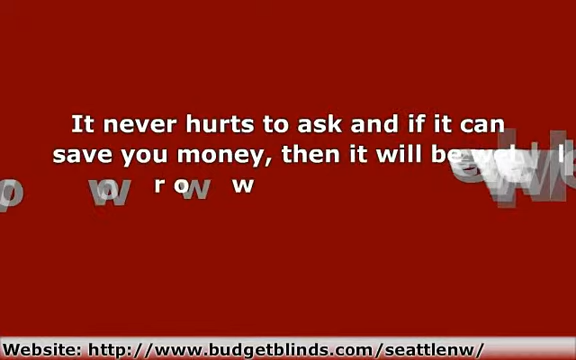 It never hurts to ask and if it can
save you money, then it will be
Website: http://www.budgetblinds.com/seattlenw/